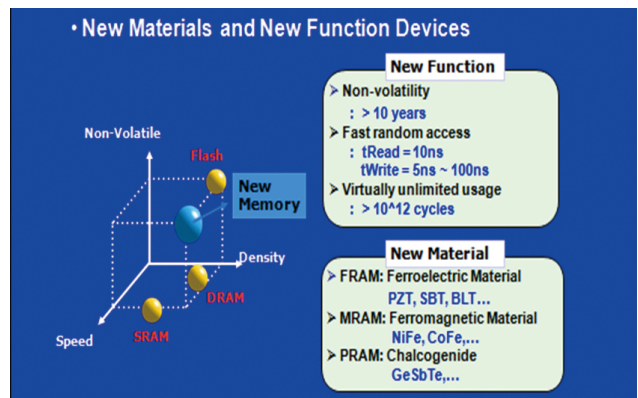 • New Materials and New Function Devices
New Function
➢ Non-volatility
: > 10 years
➢ Fast random access
: tRead = 10ns
tWrite = 5ns ~ 100ns
➢ Virtually unlimited usage
: > 10^12 cycles
Non-Volatile
Flash
New
Memory
Density
DRAM
SRAM
Speed
New Material
➢ FRAM: Ferroelectric Material
PZT, SBT, BLT...
➢ MRAM: Ferromagnetic Material
NiFe, CoFe,...
➢ PRAM: Chalcogenide
GeSbTe,...